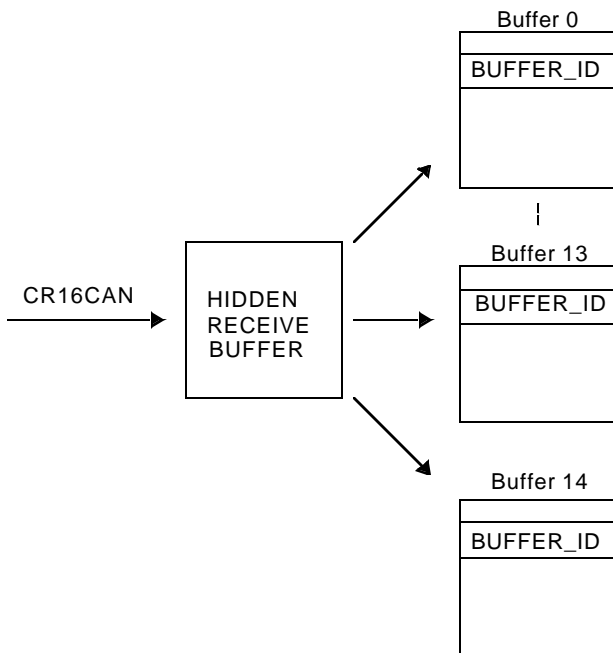 Buffer 0
BUFFER_ID
Buffer 13
CR16CAN
HIDDEN
RECEIVE
BUFFER
BUFFER_ID
Buffer 14
BUFFER_ID